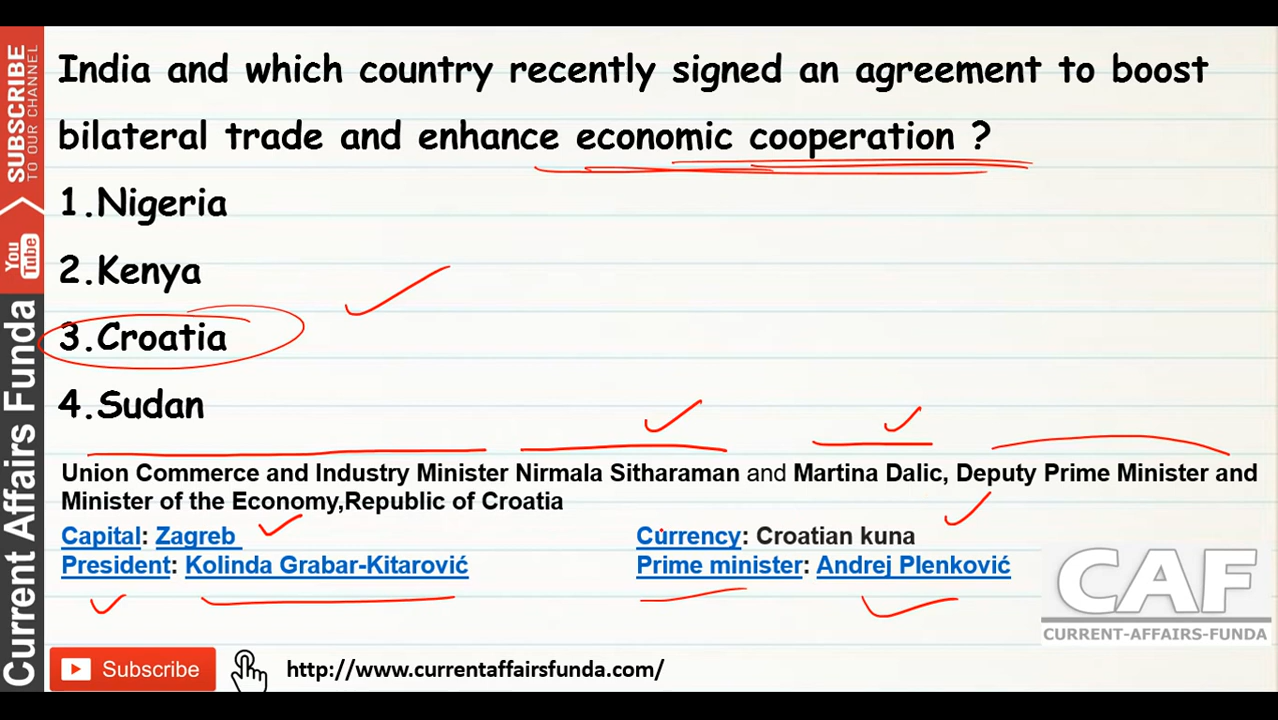 India and which country recently signed an agreement to boost
bilateral trade and enhance economic cooperation ?
1.Nigeria
2.Kenya
3.Croatia
4.Sudan
Union Commerce and Industry Minister Nirmala Sitharaman and Martina Dalic, Deputy Prime Minister and
Minister of the Economy,Republic of Croatia
Capital: Zagreb
Currency: Croatian kuna
President: Kolinda Grabar-Kitarović
Prime minister: Andrej Plenković
CAF
CURRENT-AFFAIRS-FUNDA
Subscribe
http://www.currentaffairsfunda.com/
SUBSCRIBE
TO OUR CHANNEL
You
Tube
Current Affairs Funda